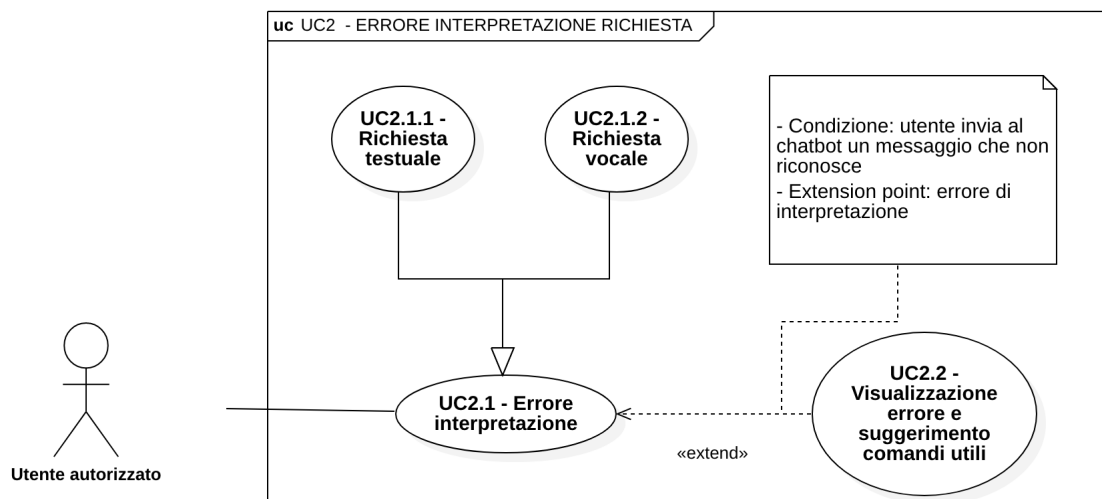 uc UC2 - ERRORE INTERPRETAZIONE RICHIESTA
UC2.1.1 -
Richiesta
testuale
UC2.1.2 -
Richiesta
vocale
- Condizione: utente invia al
chatbot un messaggio che non
riconosce
- Extension point: errore di
interpretazione
UC2.1 - Errore
interpretazione
UC2.2 -
Visualizzazione
errore e
suggerimento
comandi utili
«extend»
Utente autorizzato